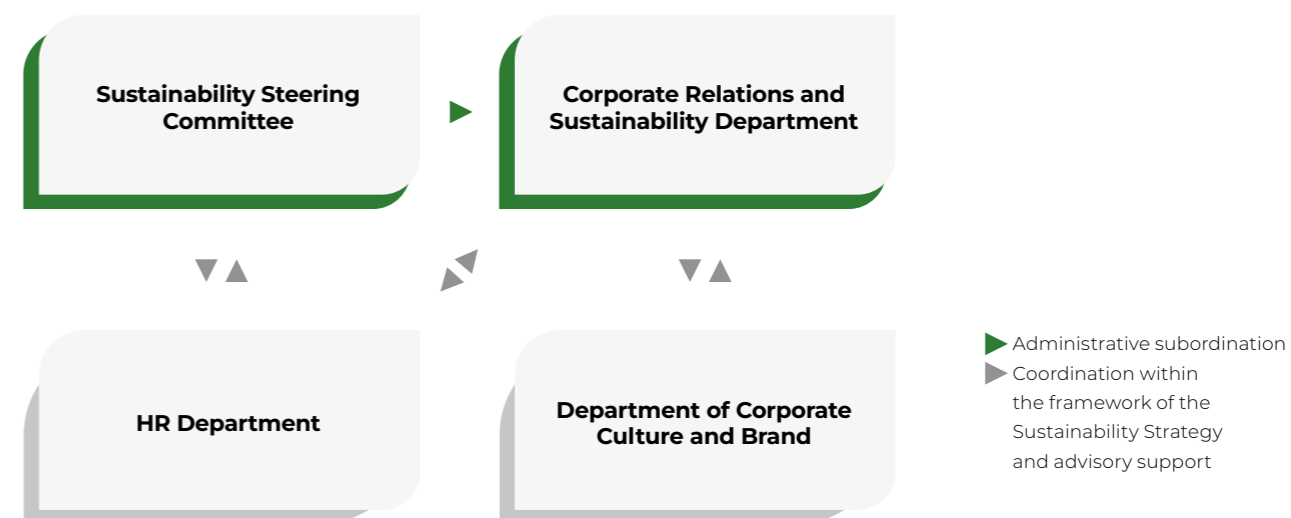 Sustainability Steering
Committee
Corporate Relations and
Sustainability Department
HR Department
Department of Corporate
Culture and Brand
Administrative subordination
Coordination within
the framework of the
Sustainability Strategy
and advisory support